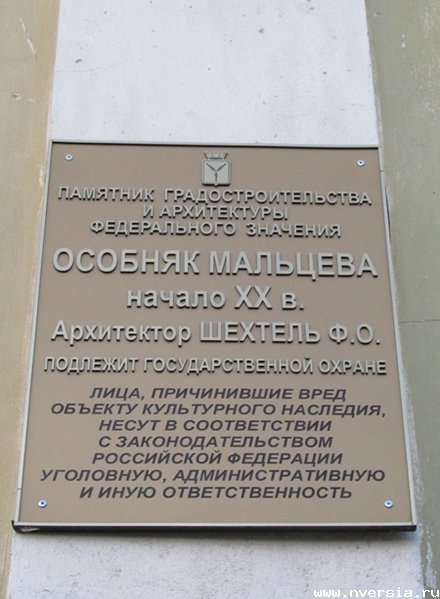 ПАМЯТНИК ГРАДОСТРОИТЕЛЬСТВА
И АРХИТЕКТУРЫ
ФЕДЕРАЛЬНОГО ЗНАЧЕНИЯ
ОСОБНЯК МАЛЬЦЕВА
начало XX в.
Архитектор ШЕХТЕЛЬ Ф.О.
ПОДЛЕЖИТ ГОСУДАРСТВЕННОЙ ОХРАНЕ
ЛИЦА, ПРИЧИНИВШИЕ ВРЕД
ОБЪЕКТУ КУЛЬТУРНОГО НАСЛЕДИЯ,
НЕСУТ В СООТВЕТСТВИИ
С ЗАКОНОДАТЕЛЬСТВОМ
РОССИЙСКОЙ ФЕДЕРАЦИИ
УГОЛОВНУЮ, АДМИНИСТРАТИВНУЮ
И ИНУЮ ОТВЕТСТВЕННОСТЬ
www.nversia.ru